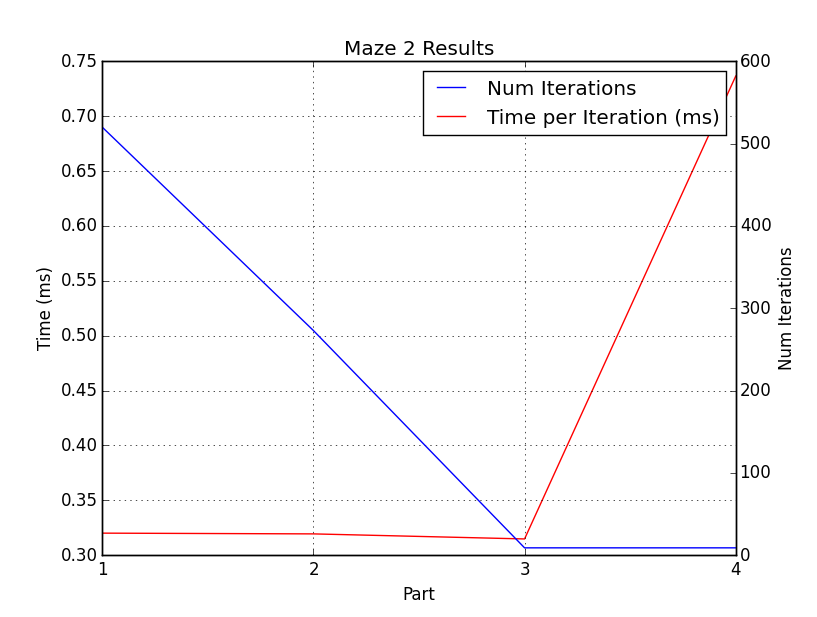 Maze 2 Results
Num Iterations
Time per Iteration (ms)
0.75
0.70
0.65
0.60
0.55
0.50
0.45
0.40
0.35
0.30
Time (ms)
600
500
400
300
200
100
0
Num Iterations
1 2 3 4
Part